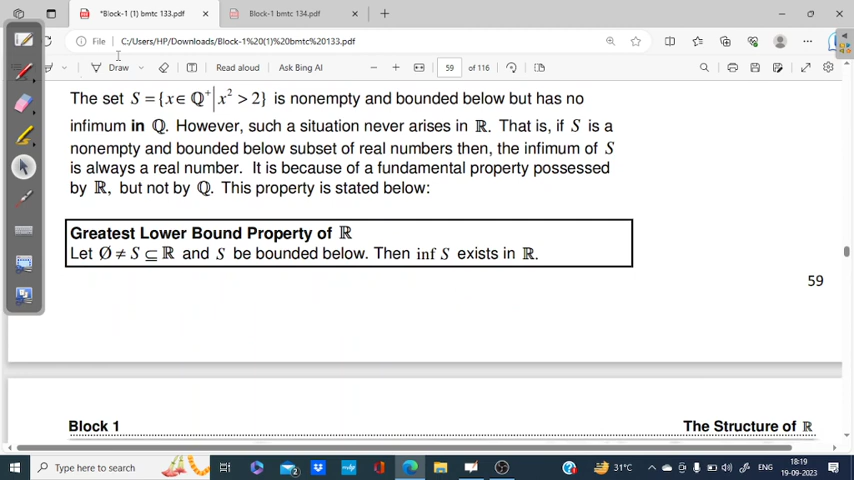 *Block-1 (1) bmtc 133.pdf
Block-1 bmtc 134.pdf
File C:/Users/HP/Downloads/Block-1%20(1)%20bmtc%20133.pdf
Draw Read aloud Ask Bing AI 59 of 116
The set S = {x ∈ ℚ⁺ | x² > 2} is nonempty and bounded below but has no
infimum in ℚ. However, such a situation never arises in ℝ. That is, if S is a
nonempty and bounded below subset of real numbers then, the infimum of S
is always a real number. It is because of a fundamental property possessed
by ℝ, but not by ℚ. This property is stated below:
Greatest Lower Bound Property of ℝ
Let Ø ≠ S ⊆ ℝ and S be bounded below. Then inf S exists in ℝ.
59
Block 1 The Structure of ℝ
Type here to search 31°C ENG 18:19
19-09-2023